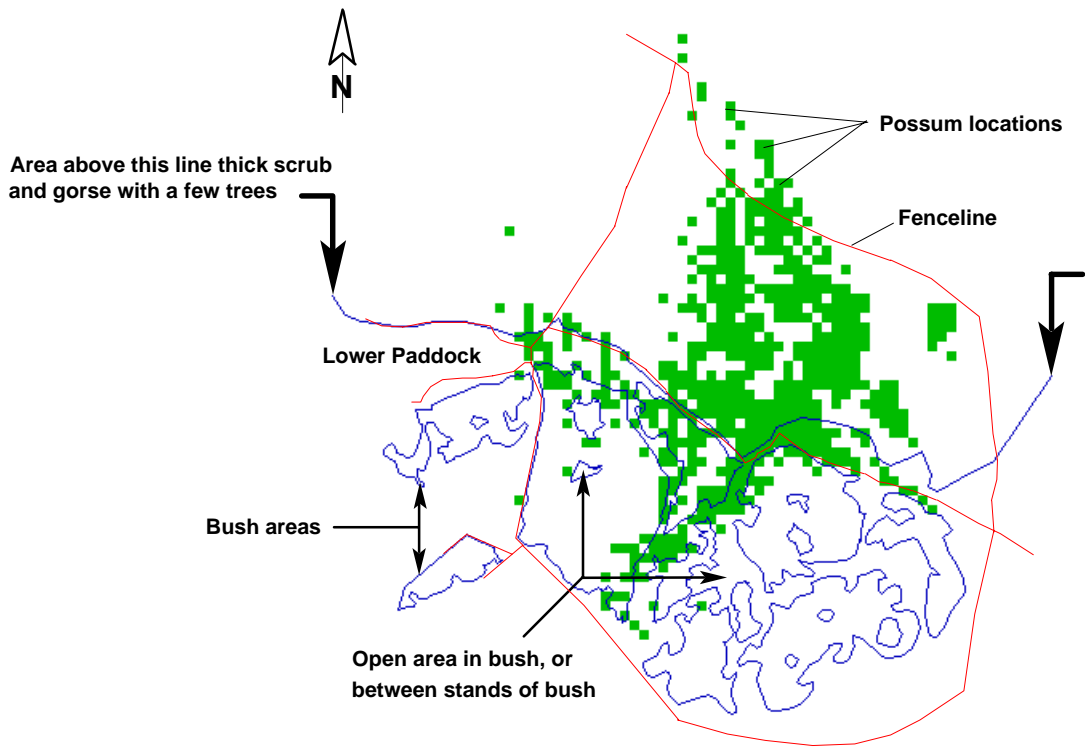 N
Possum locations
Area above this line thick scrub
and gorse with a few trees
Fenceline
Lower Paddock
Bush areas
Open area in bush, or
between stands of bush